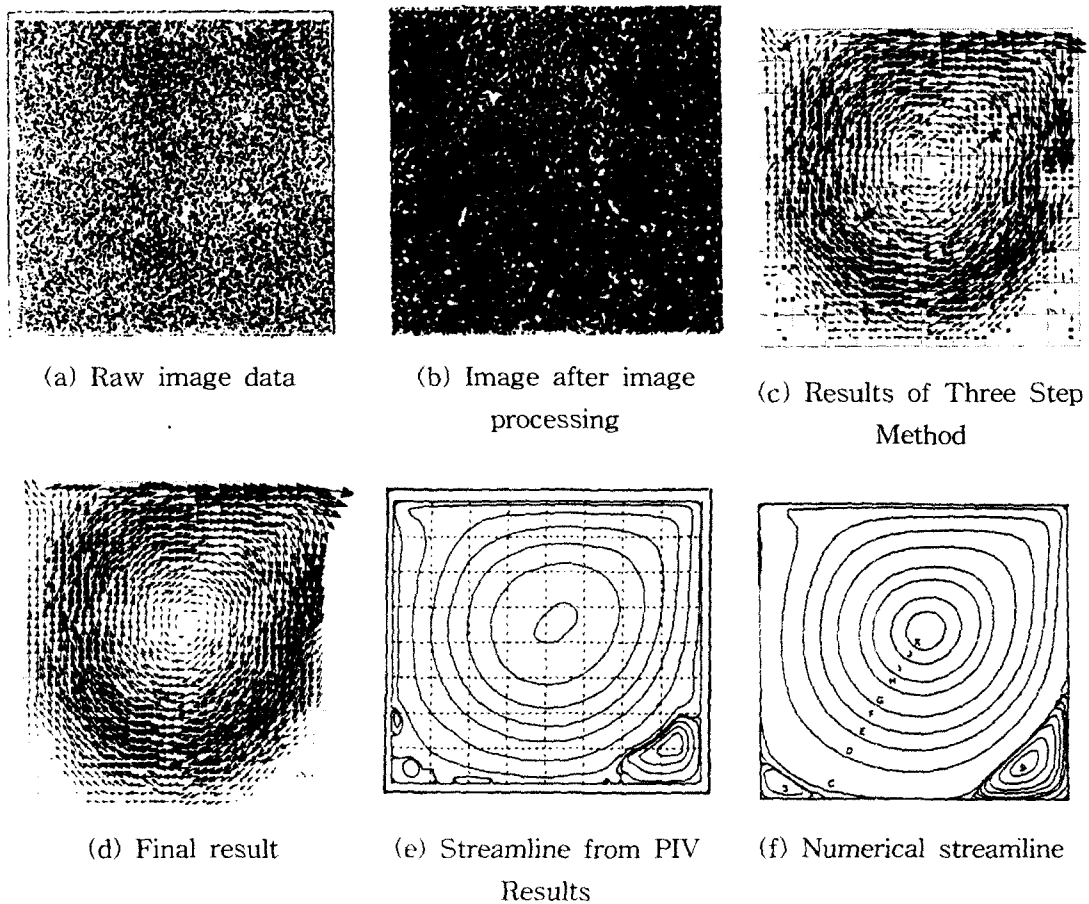 (a) Raw image data
(b) Image after image
processing
(c) Results of Three Step
Method
K
J
I
H
G
F
E
D
C
(d) Final result
(e) Streamline from PIV
Results
(f) Numerical streamline